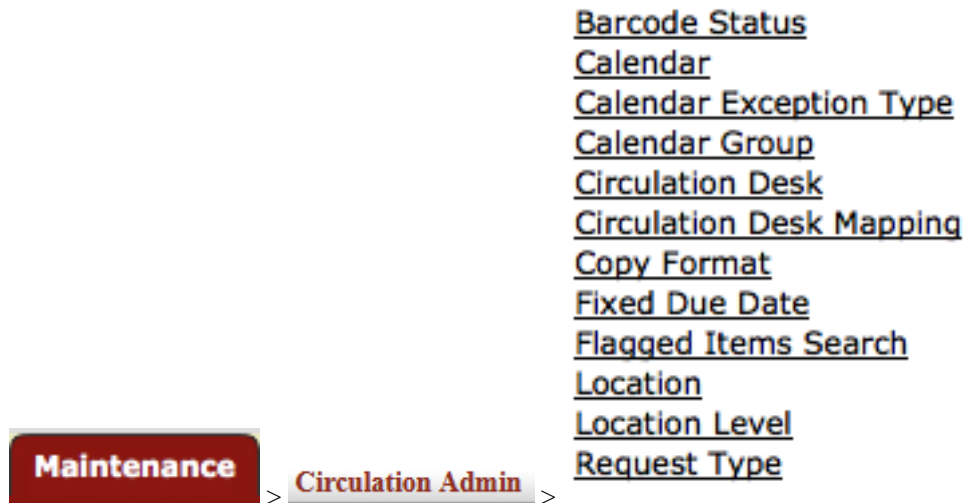 Barcode Status
Calendar
Calendar Exception Type
Calendar Group
Circulation Desk
Circulation Desk Mapping
Copy Format
Fixed Due Date
Flagged Items Search
Location
Location Level
Maintenance > Circulation Admin > Request Type